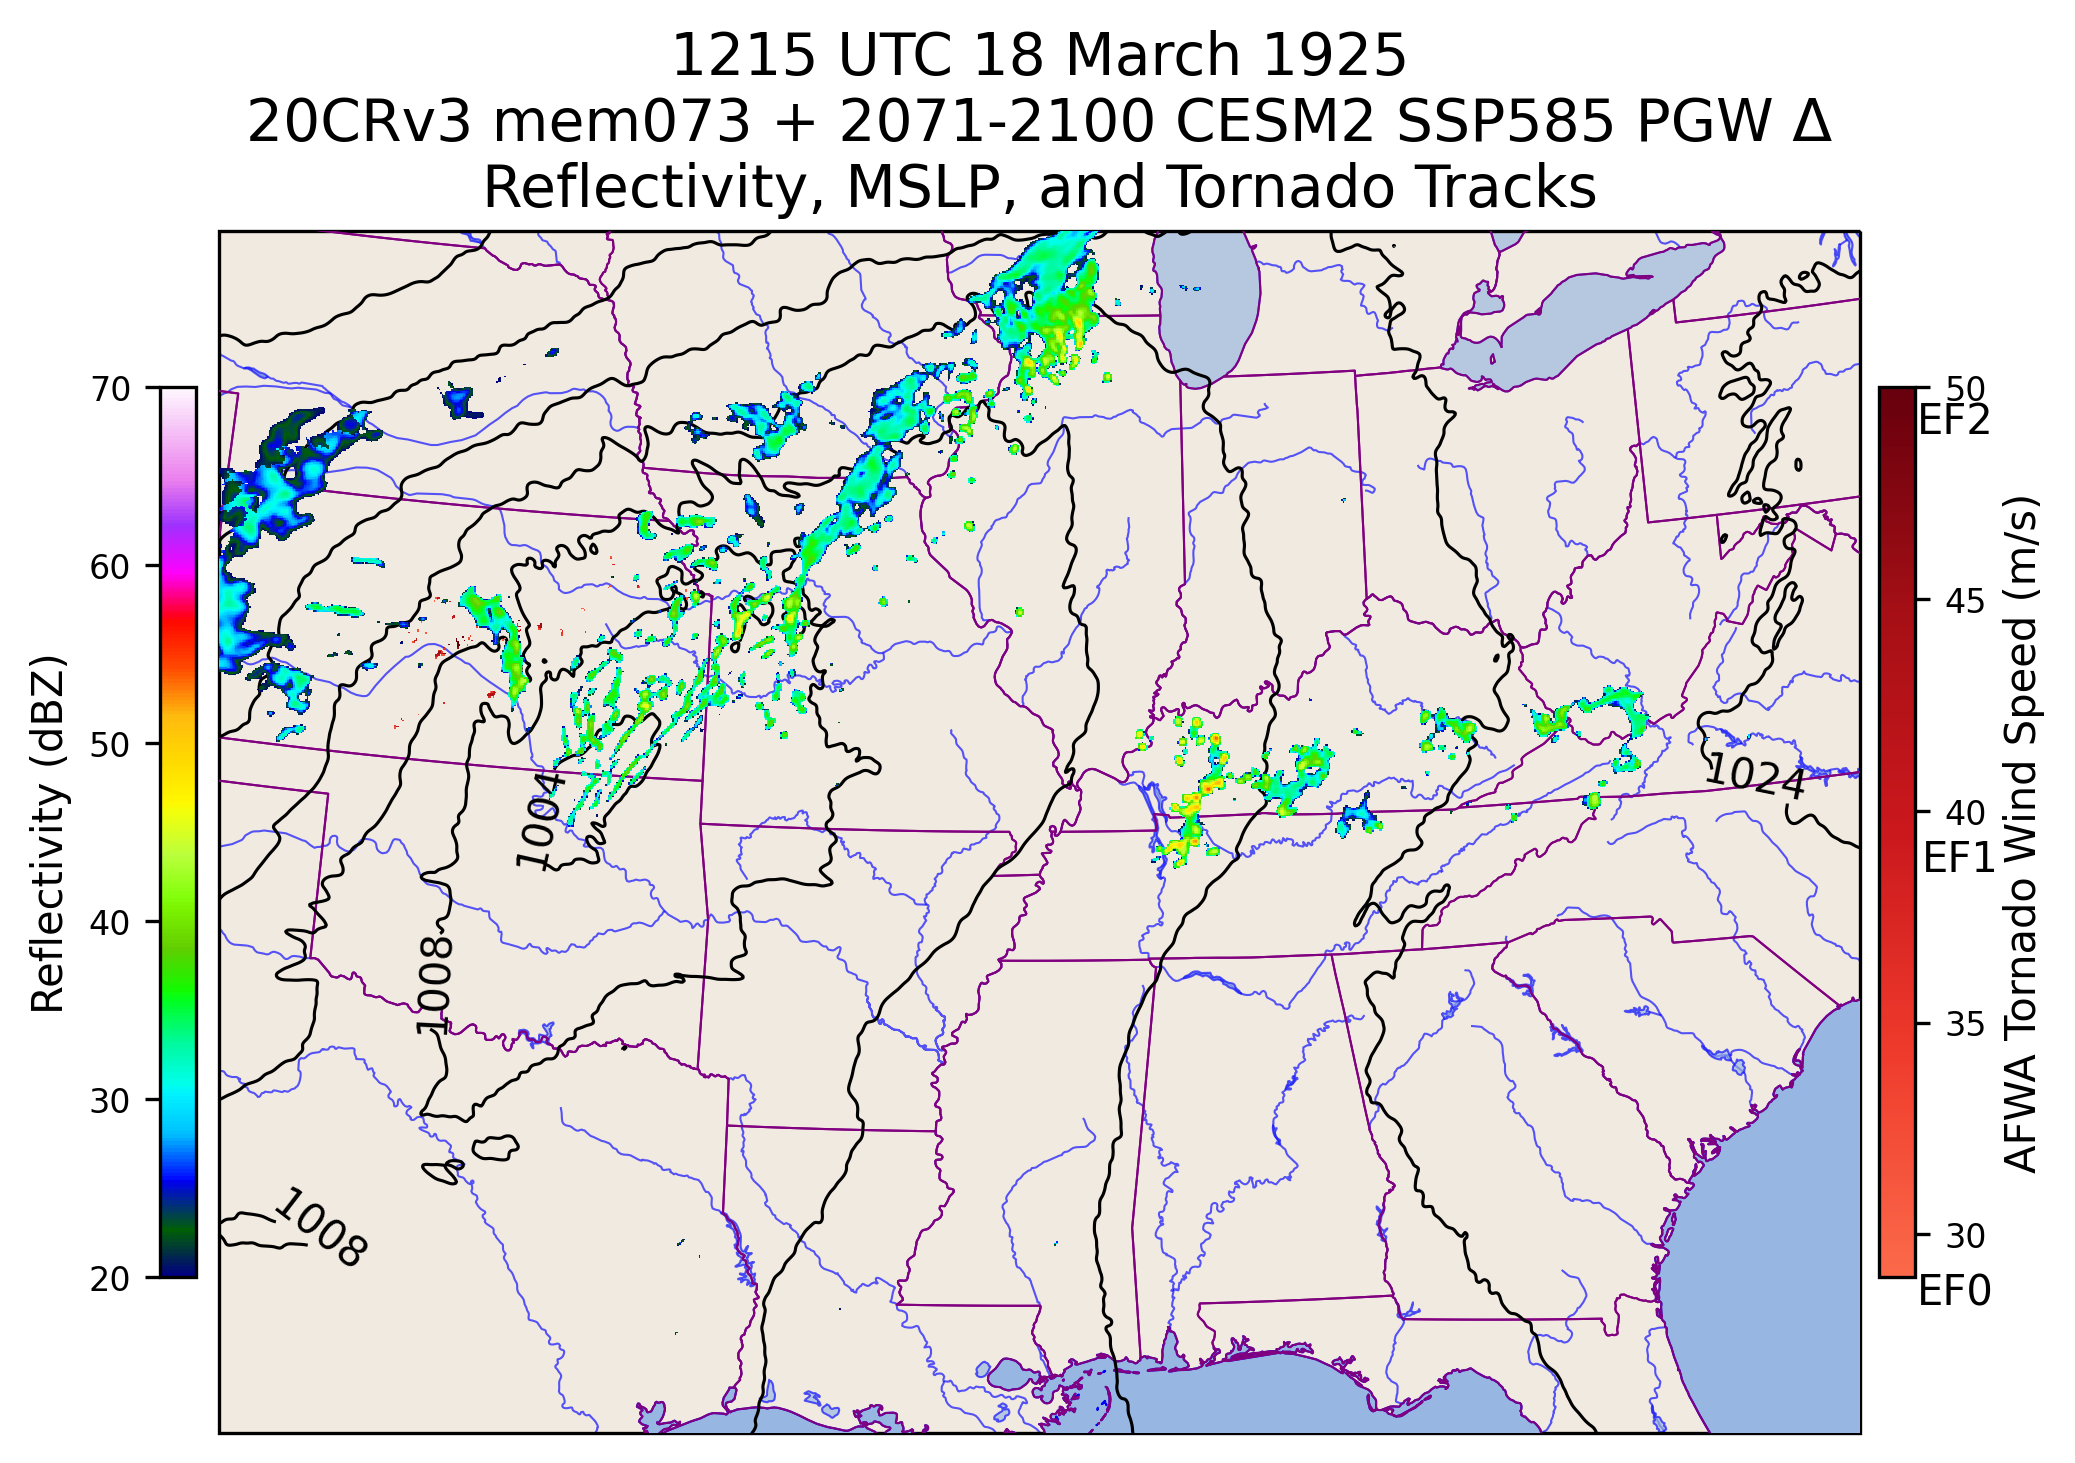 1215 UTC 18 March 1925
20CRv3 mem073 + 2071-2100 CESM2 SSP585 PGW Δ
Reflectivity, MSLP, and Tornado Tracks
70
60
50
40
30
20
Reflectivity (dBZ)
1004
1008
1008
1024
50
EF2
45
40
EF1
35
30
EF0
AFWA Tornado Wind Speed (m/s)